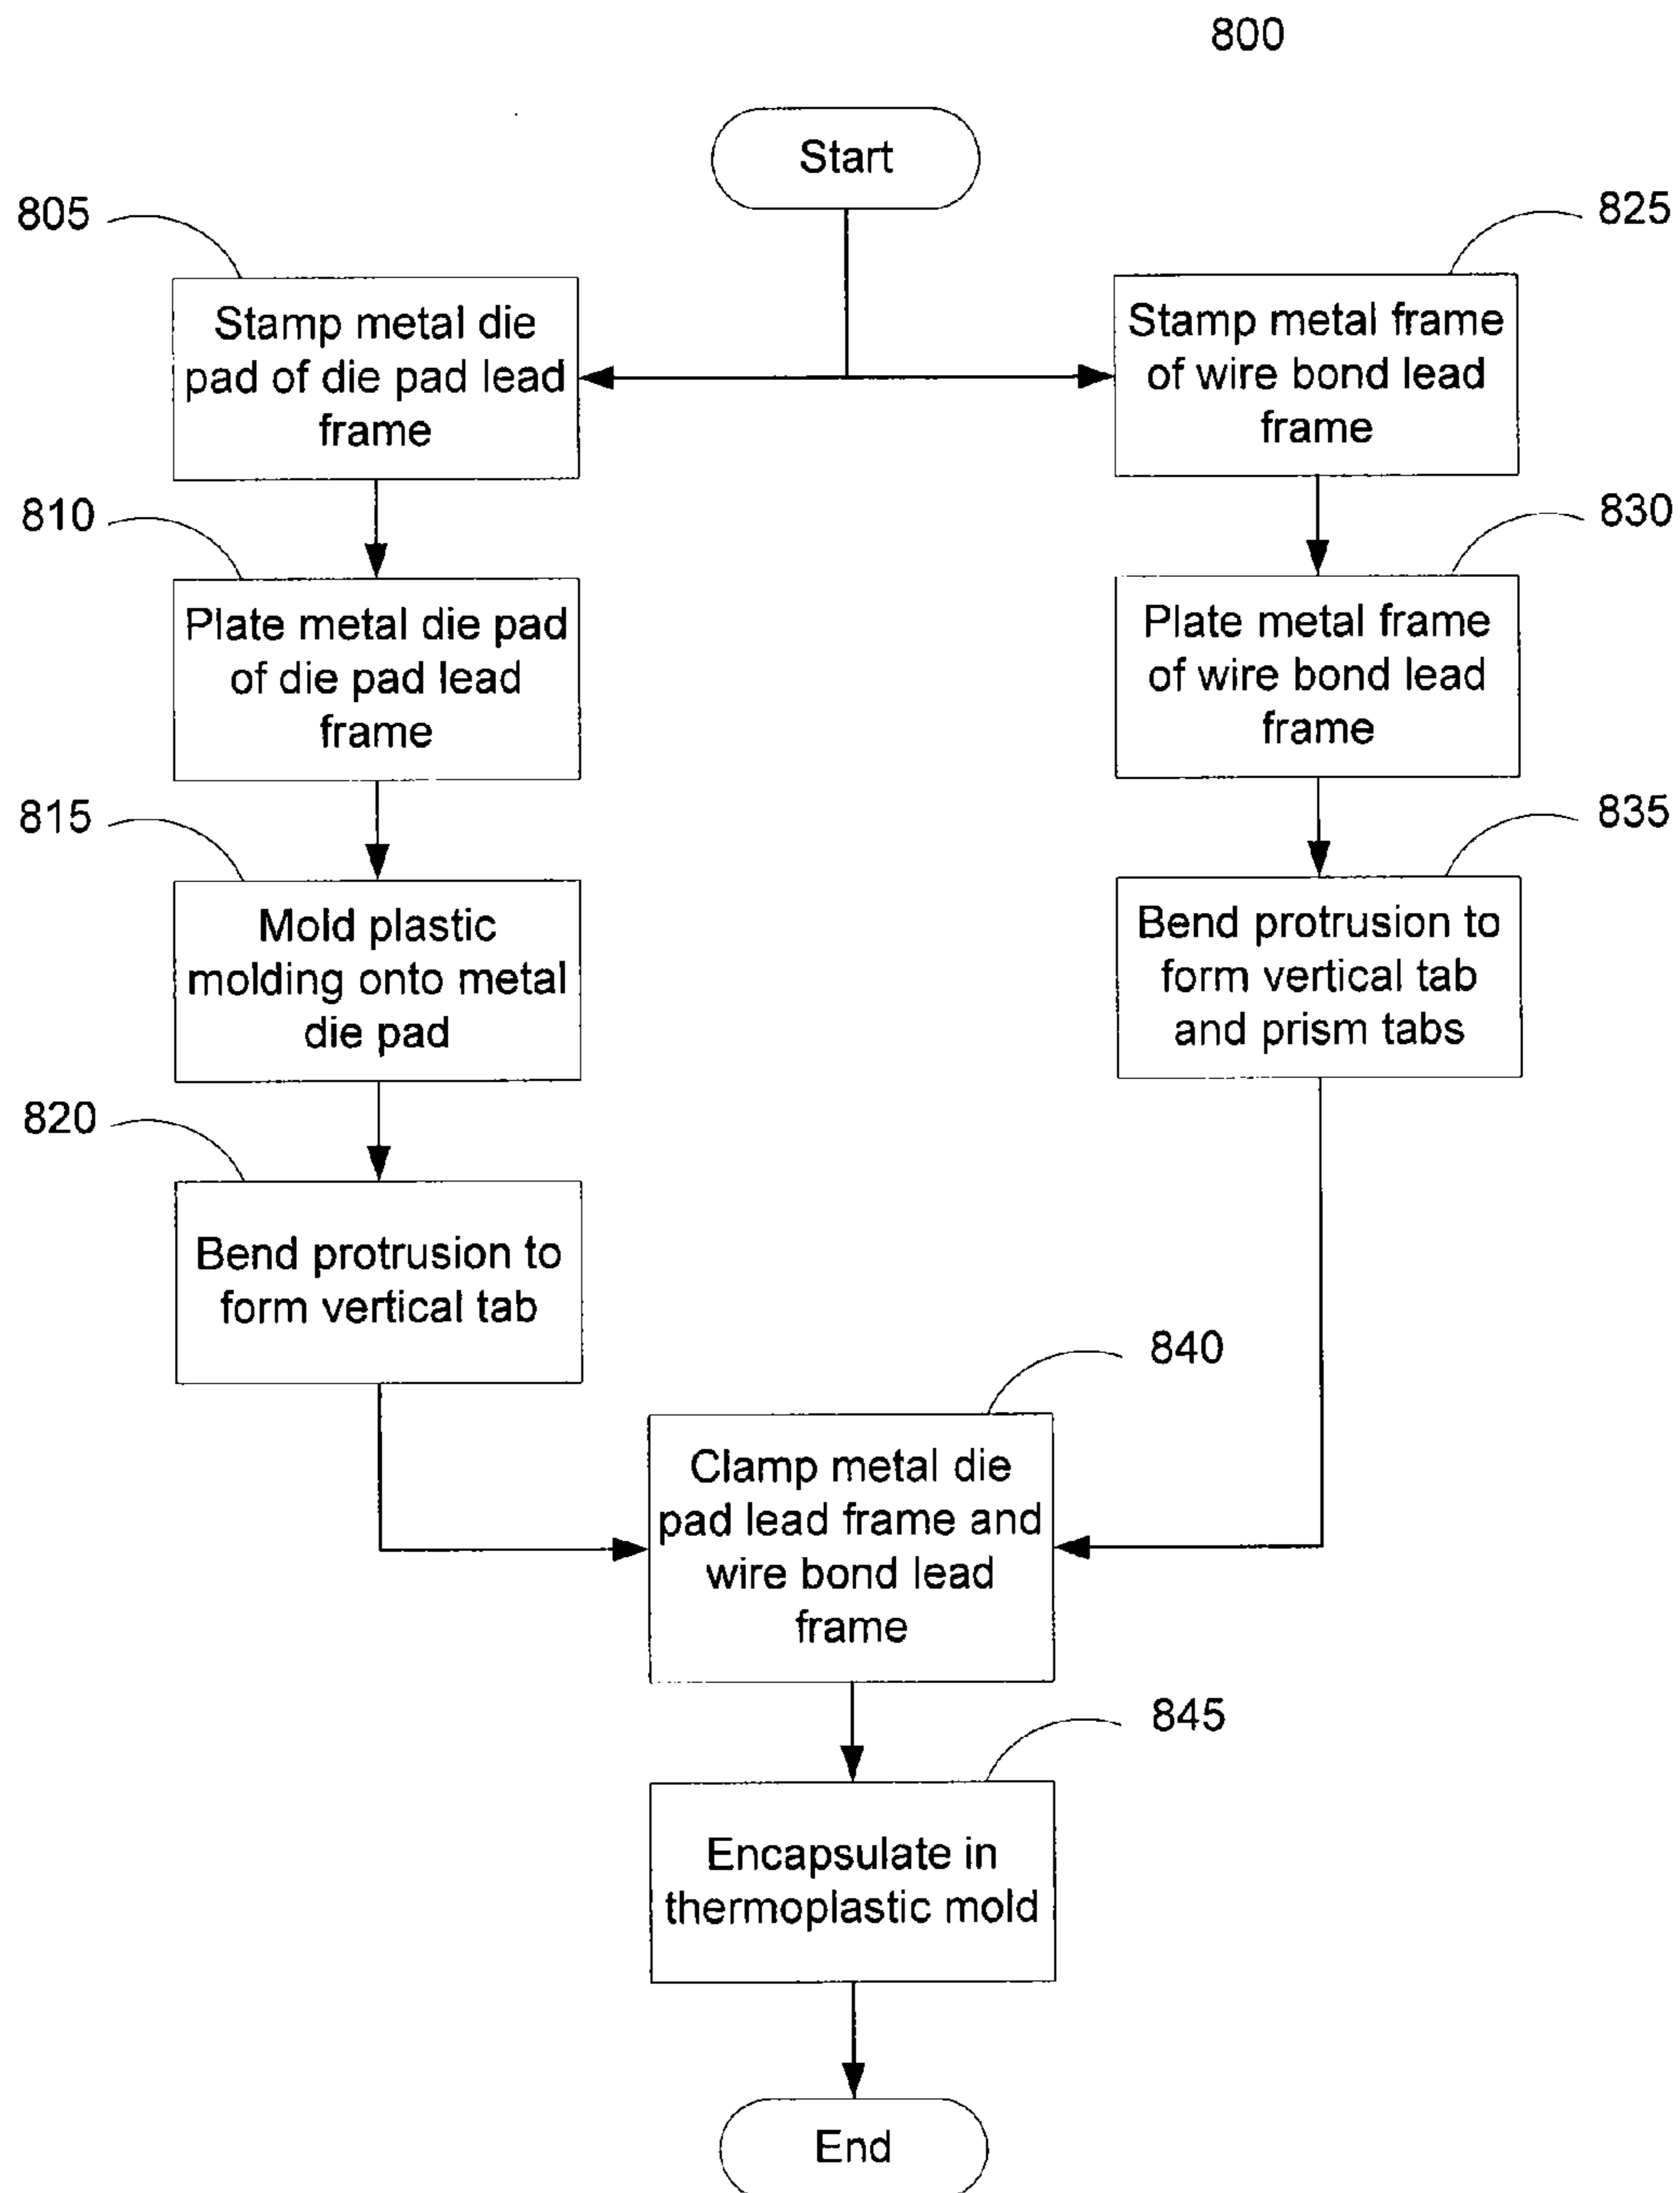 800
Start
805
Stamp metal die
pad of die pad lead
frame
825
Stamp metal frame
of wire bond lead
frame
810
Plate metal die pad
of die pad lead
frame
830
Plate metal frame
of wire bond lead
frame
815
Mold plastic
molding onto metal
die pad
835
Bend protrusion to
form vertical tab
and prism tabs
820
Bend protrusion to
form vertical tab
840
Clamp metal die
pad lead frame and
wire bond lead
frame
845
Encapsulate in
thermoplastic mold
End